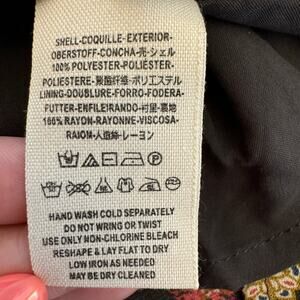 SHELL-COQUILLE-EXTERIOR-
OBERSTOFF-CONCHA-売-シェル
100% POLYESTER-POLIÉSTER-
POLIESTERE-聚酯纤维-ポリエステル
LINING-DOUBLURE-FORRO-FODERA-
FUTTER-ENFILEIRANDO-衬里-裏地
100% RAYON-RAYONNE-VISCOSA-
RAION-人造絲-レーヨン
HAND WASH COLD SEPARATELY
DO NOT WRING OR TWIST
USE ONLY NON-CHLORINE BLEACH
RESHAPE & LAY FLAT TO DRY
LOW IRON AS NEEDED
MAY BE DRY CLEANED